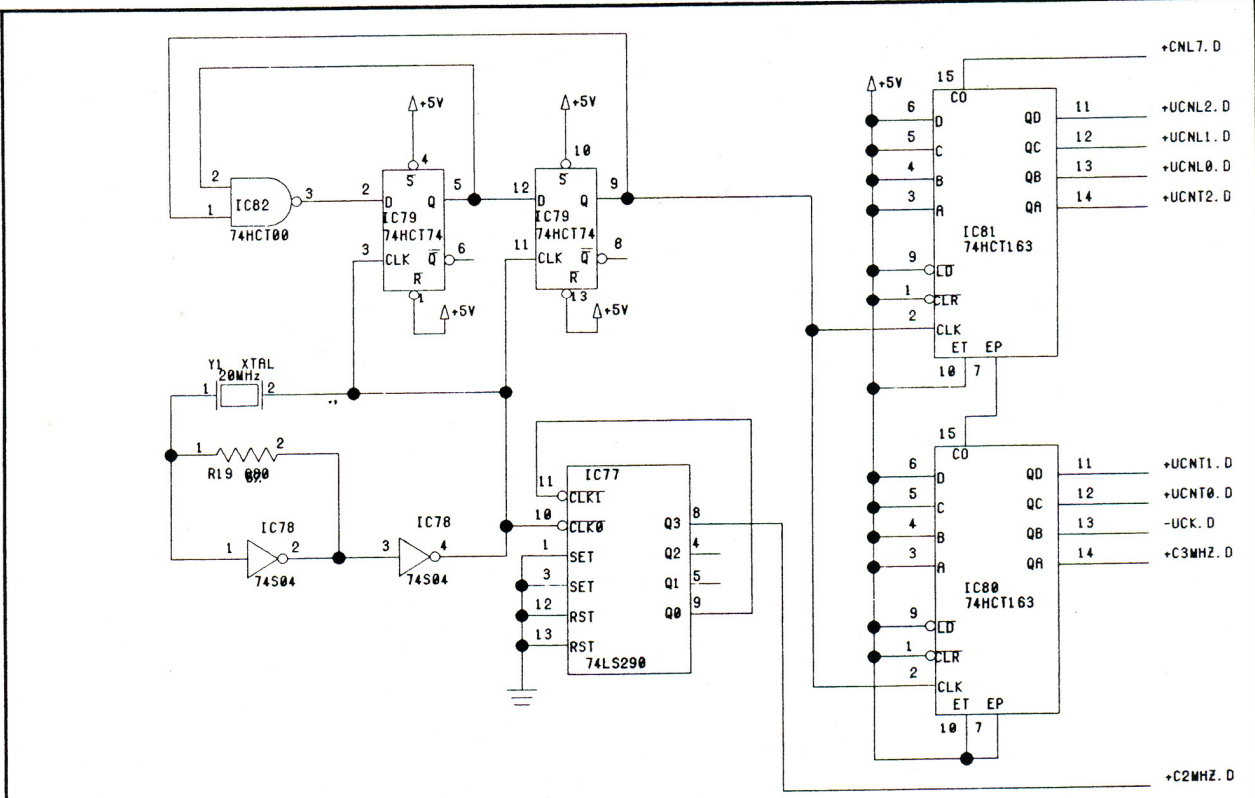 +5V
+5V
4
10
S
S
2
1
IC82
3
74HCT00
2
D
Q
5
IC79
74HCT74
3
CLK
Q
6
R
1
+5V
12
D
Q
9
IC79
74HCT74
11
CLK
Q
8
R
13
+5V
Y1 XTAL
20MHz
1
2
1
2
R19
IC78
1
2
74S04
IC78
3
4
74S04
IC77
11
CLK1
10
CLK0
1
SET
3
SET
12
RST
13
RST
Q3
8
Q2
4
Q1
5
Q0
9
74LS290
+5V
15
CO
6
D
5
C
4
B
3
A
QD
11
QC
12
QB
13
QA
14
IC81
74HCT163
9
LD
1
CLR
2
CLK
ET EP
10 7
+CNL7.D
+UCNL2.D
+UCNL1.D
+UCNL0.D
+UCNT2.D
15
CO
6
D
5
C
4
B
3
A
QD
11
QC
12
QB
13
QA
14
IC80
74HCT163
9
LD
1
CLR
2
CLK
ET EP
10 7
+UCNT1.D
+UCNT0.D
-UCK.D
+C3MHZ.D
+C2MHZ.D